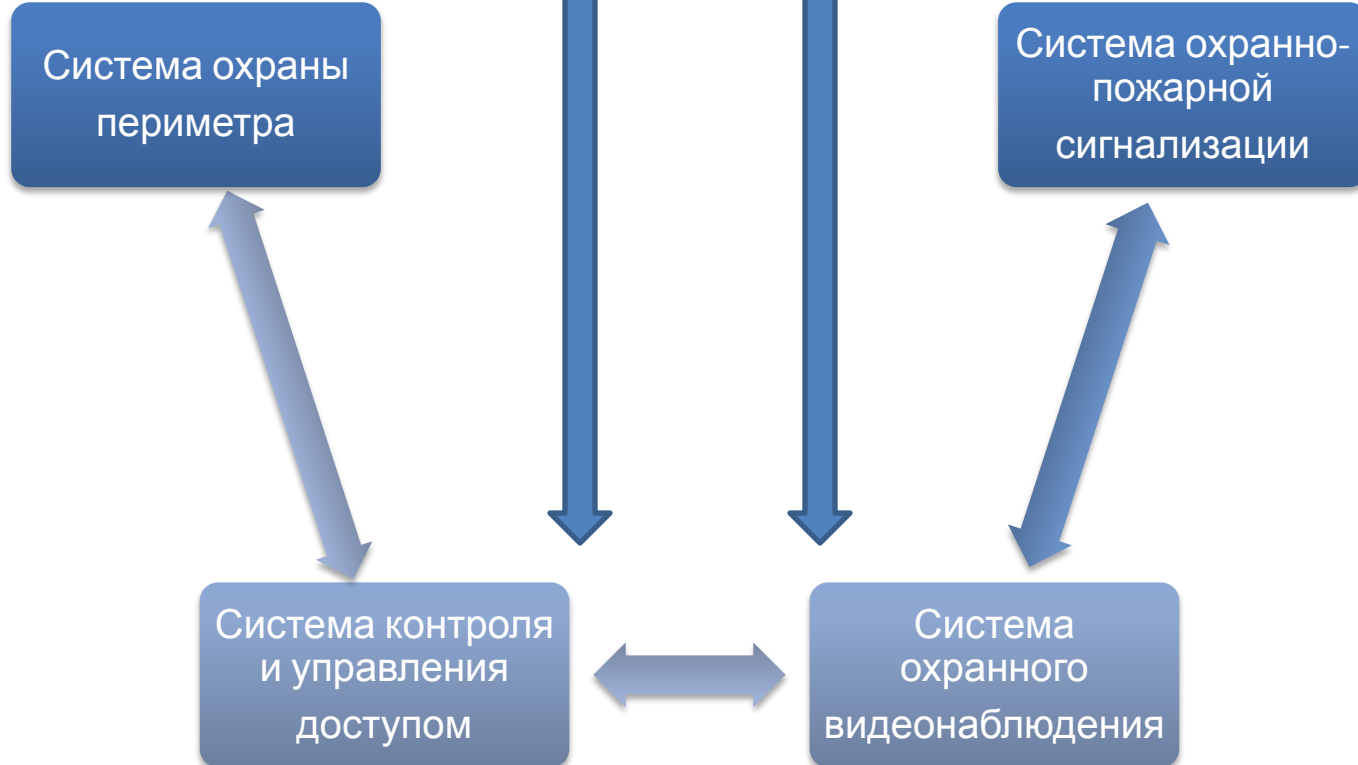 Система охраны
периметра
Система охранно-
пожарной
сигнализации
Система контроля
и управления
доступом
Система
охранного
видеонаблюдения